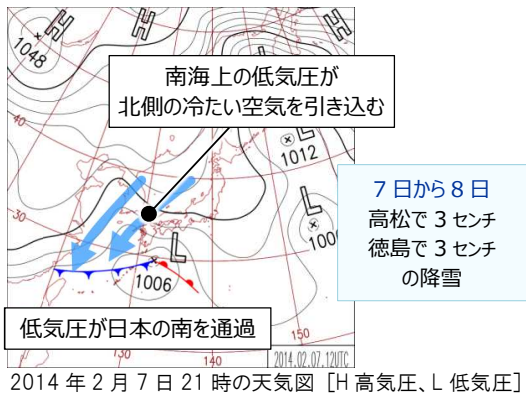 H
H
H
1048
南海上の低気圧が
北側の冷たい空気を引き込む
40
L
1012
7日から8日
高松で3センチ
徳島で3センチ
の降雪
30
L
L
1006
低気圧が日本の南を通過
130
140
150
2014.02.07.12UTC
2014年2月7日21時の天気図［H高気圧、L低気圧］